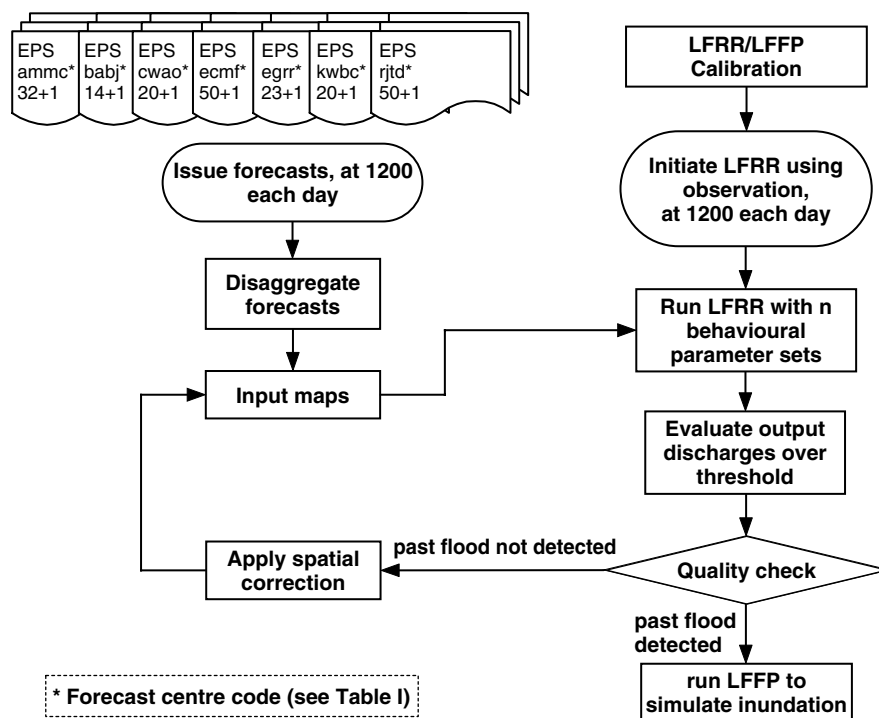 EPS
ammc*
32+1
EPS
babj*
14+1
EPS
cwao*
20+1
EPS
ecmf*
50+1
EPS
egrr*
23+1
EPS
kwbc*
20+1
EPS
rjtd*
50+1
LFRR/LFFP
Calibration
Issue forecasts, at 1200
each day
Initiate LFRR using
observation,
at 1200 each day
Disaggregate
forecasts
Run LFRR with n
behavioural
parameter sets
Input maps
Evaluate output
discharges over
threshold
Apply spatial
correction
past flood not detected
Quality check
past flood
detected
run LFFP to
simulate inundation
* Forecast centre code (see Table I)